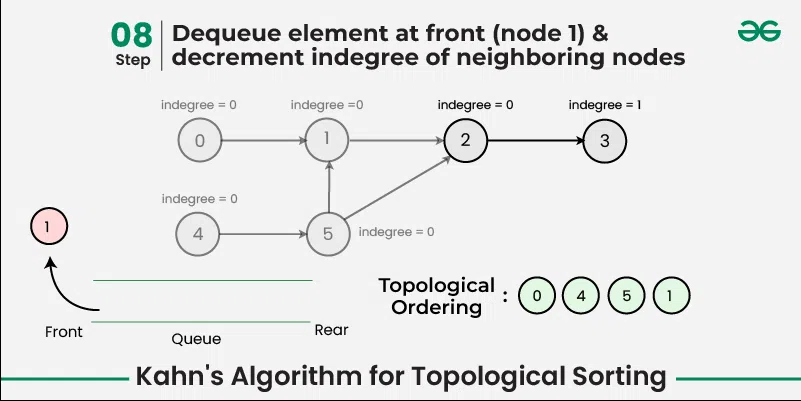 08
Step
Dequeue element at front (node 1) &
decrement indegree of neighboring nodes
indegree = 0
indegree =0
indegree = 0
indegree = 1
0
1
2
3
indegree = 0
4
5
indegree = 0
1
Front
Queue
Rear
Topological
Ordering
:
0 4 5 1
Kahn's Algorithm for Topological Sorting